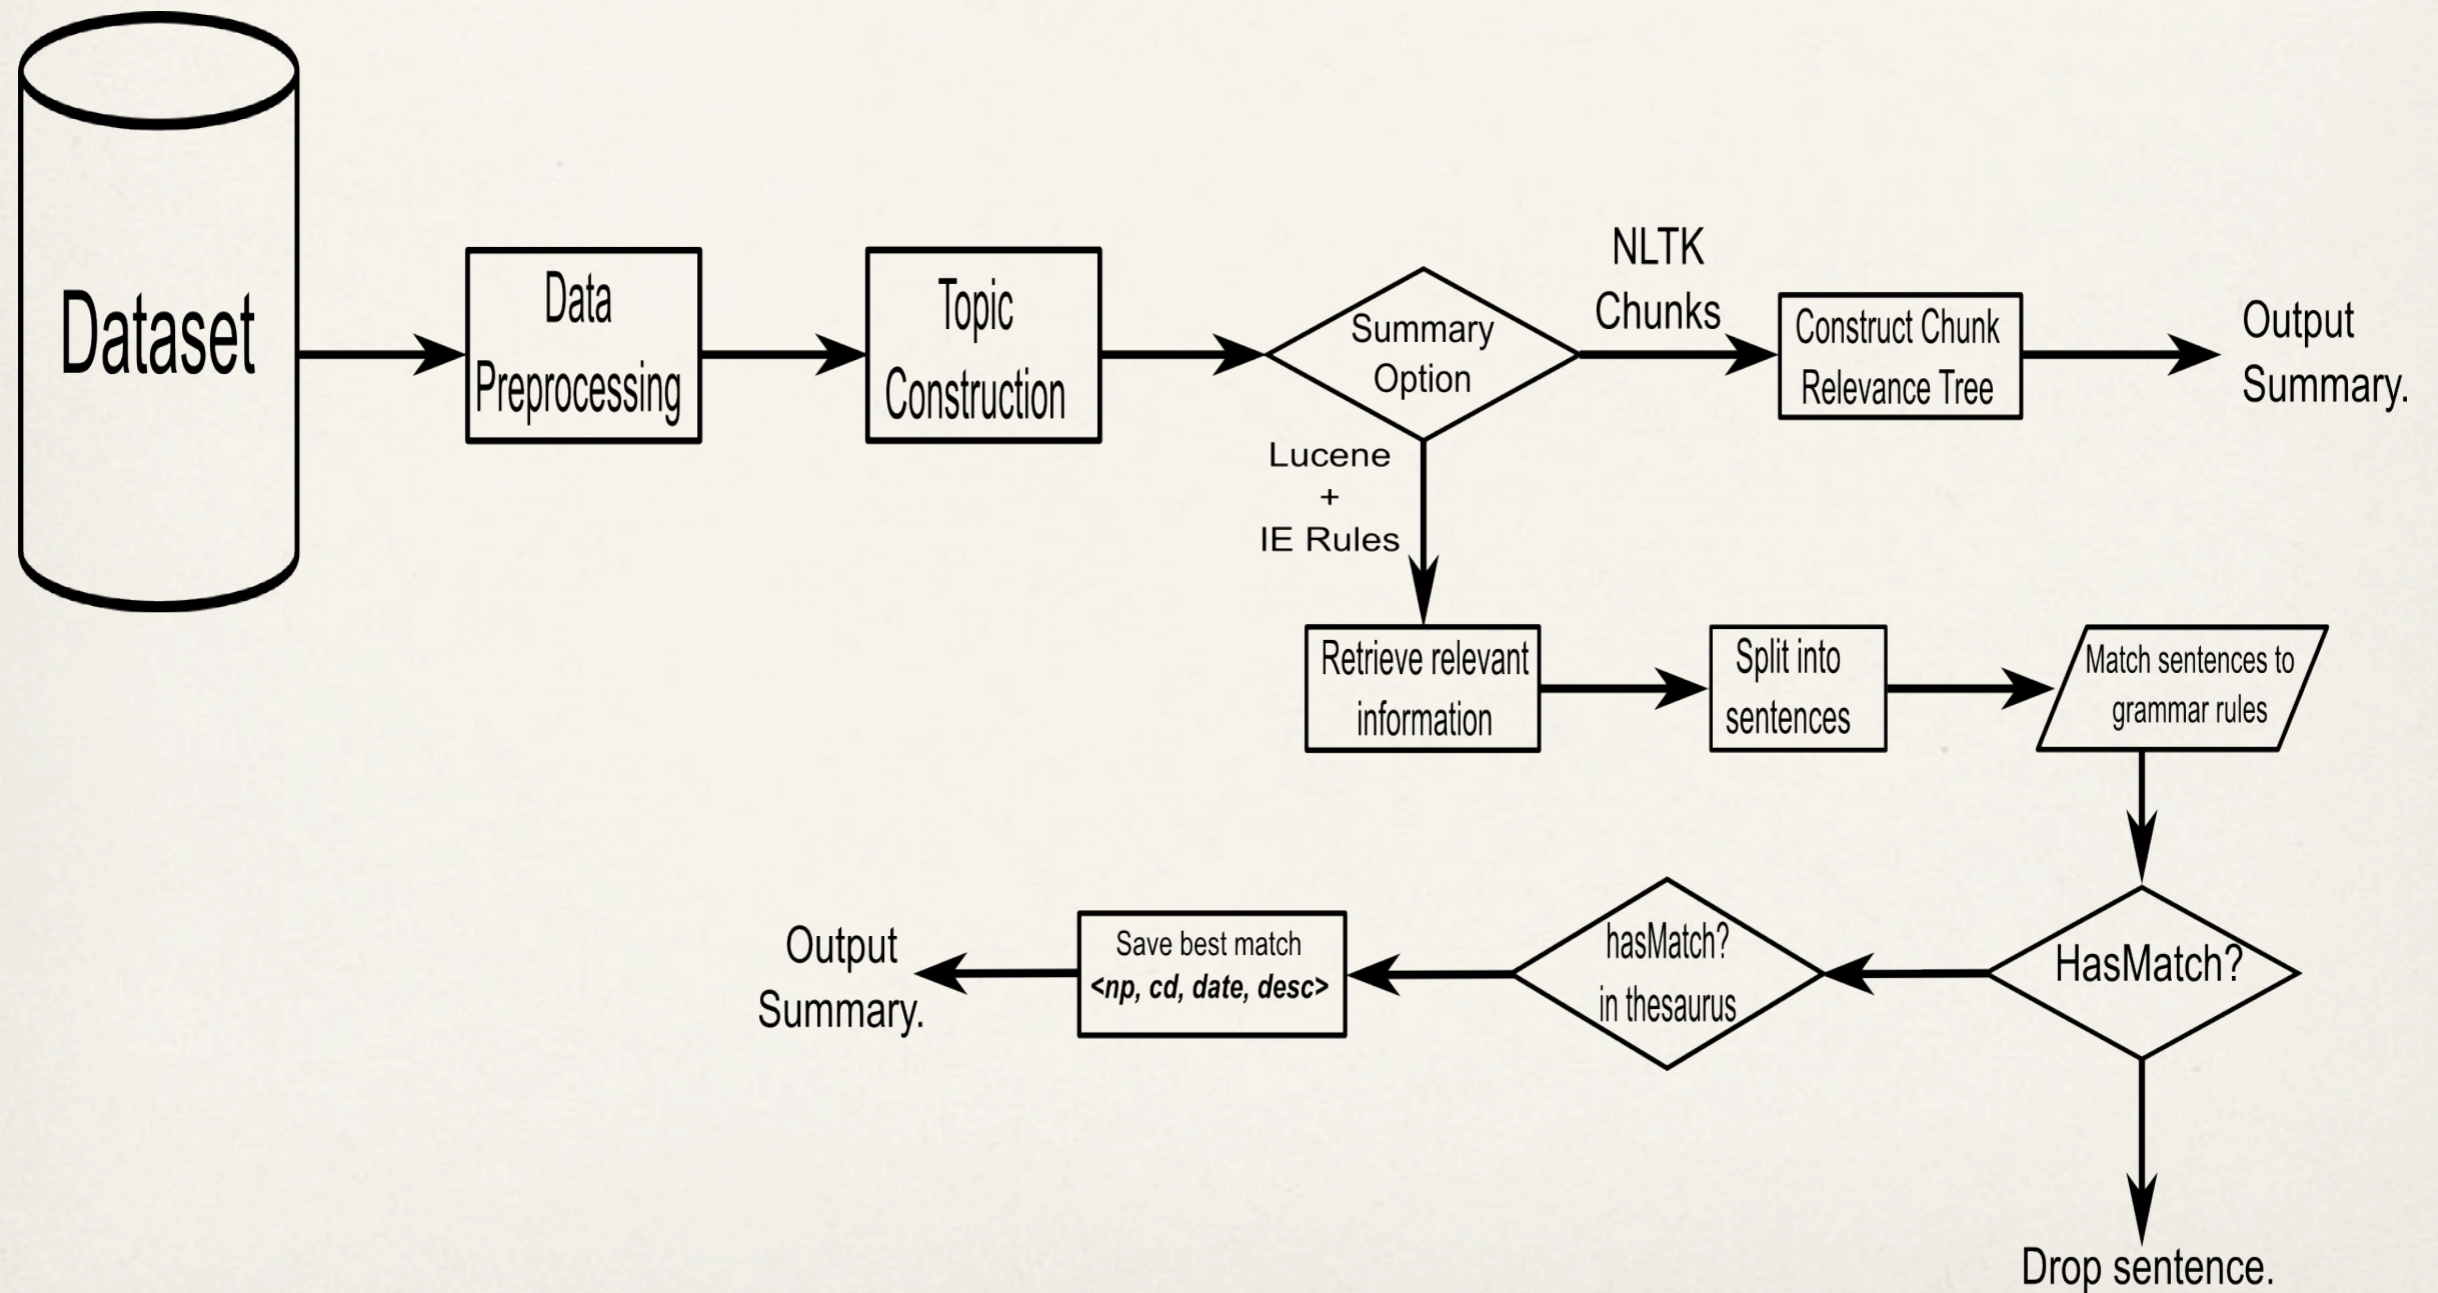 Dataset
Data
Preprocessing
Topic
Construction
Summary
Option
NLTK
Chunks
Construct Chunk
Relevance Tree
Output
Summary.
Lucene
+
IE Rules
Retrieve relevant
information
Split into
sentences
Match sentences to
grammar rules
HasMatch?
hasMatch?
in thesaurus
Save best match
<np, cd, date, desc>
Output
Summary.
Drop sentence.